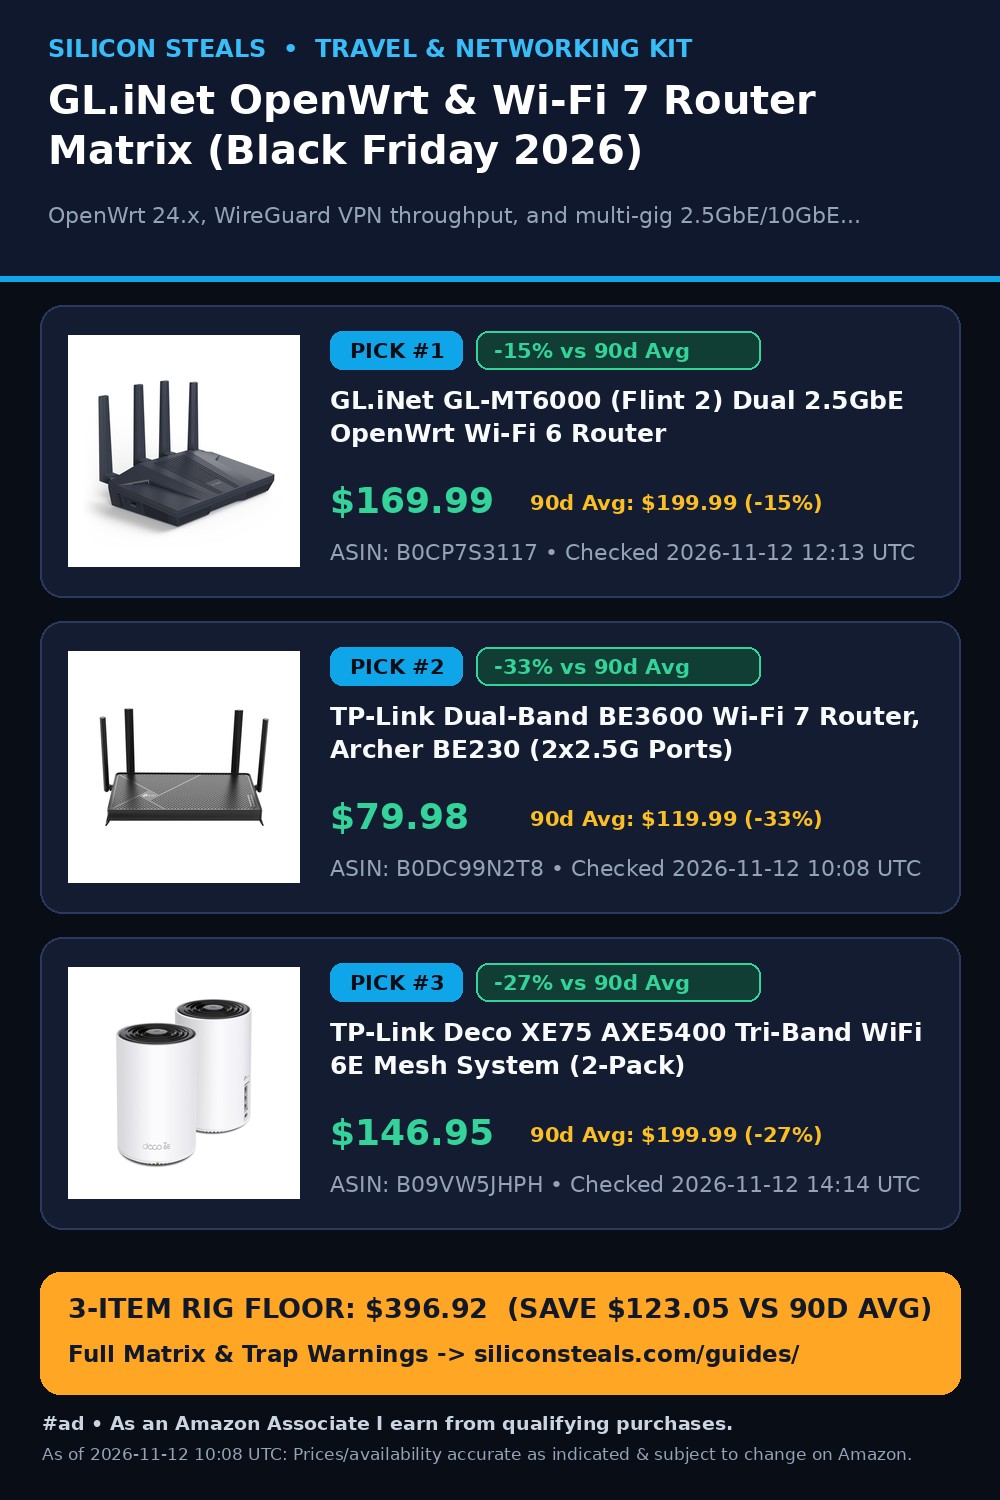 SILICON STEALS • TRAVEL & NETWORKING KIT
GL.iNet OpenWrt & Wi-Fi 7 Router
Matrix (Black Friday 2026)
OpenWrt 24.x, WireGuard VPN throughput, and multi-gig 2.5GbE/10GbE...
PICK #1
-15% vs 90d Avg
GL.iNet GL-MT6000 (Flint 2) Dual 2.5GbE
OpenWrt Wi-Fi 6 Router
$169.99
90d Avg: $199.99 (-15%)
ASIN: B0CP7S3117 • Checked 2026-11-12 12:13 UTC
PICK #2
-33% vs 90d Avg
TP-Link Dual-Band BE3600 Wi-Fi 7 Router,
Archer BE230 (2x2.5G Ports)
$79.98
90d Avg: $119.99 (-33%)
ASIN: B0DC99N2T8 • Checked 2026-11-12 10:08 UTC
PICK #3
-27% vs 90d Avg
TP-Link Deco XE75 AXE5400 Tri-Band WiFi
6E Mesh System (2-Pack)
$146.95
90d Avg: $199.99 (-27%)
ASIN: B09VW5JHPH • Checked 2026-11-12 14:14 UTC
deco
3-ITEM RIG FLOOR: $396.92 (SAVE $123.05 VS 90D AVG)
Full Matrix & Trap Warnings -> siliconsteals.com/guides/
#ad • As an Amazon Associate I earn from qualifying purchases.
As of 2026-11-12 10:08 UTC: Prices/availability accurate as indicated & subject to change on Amazon.